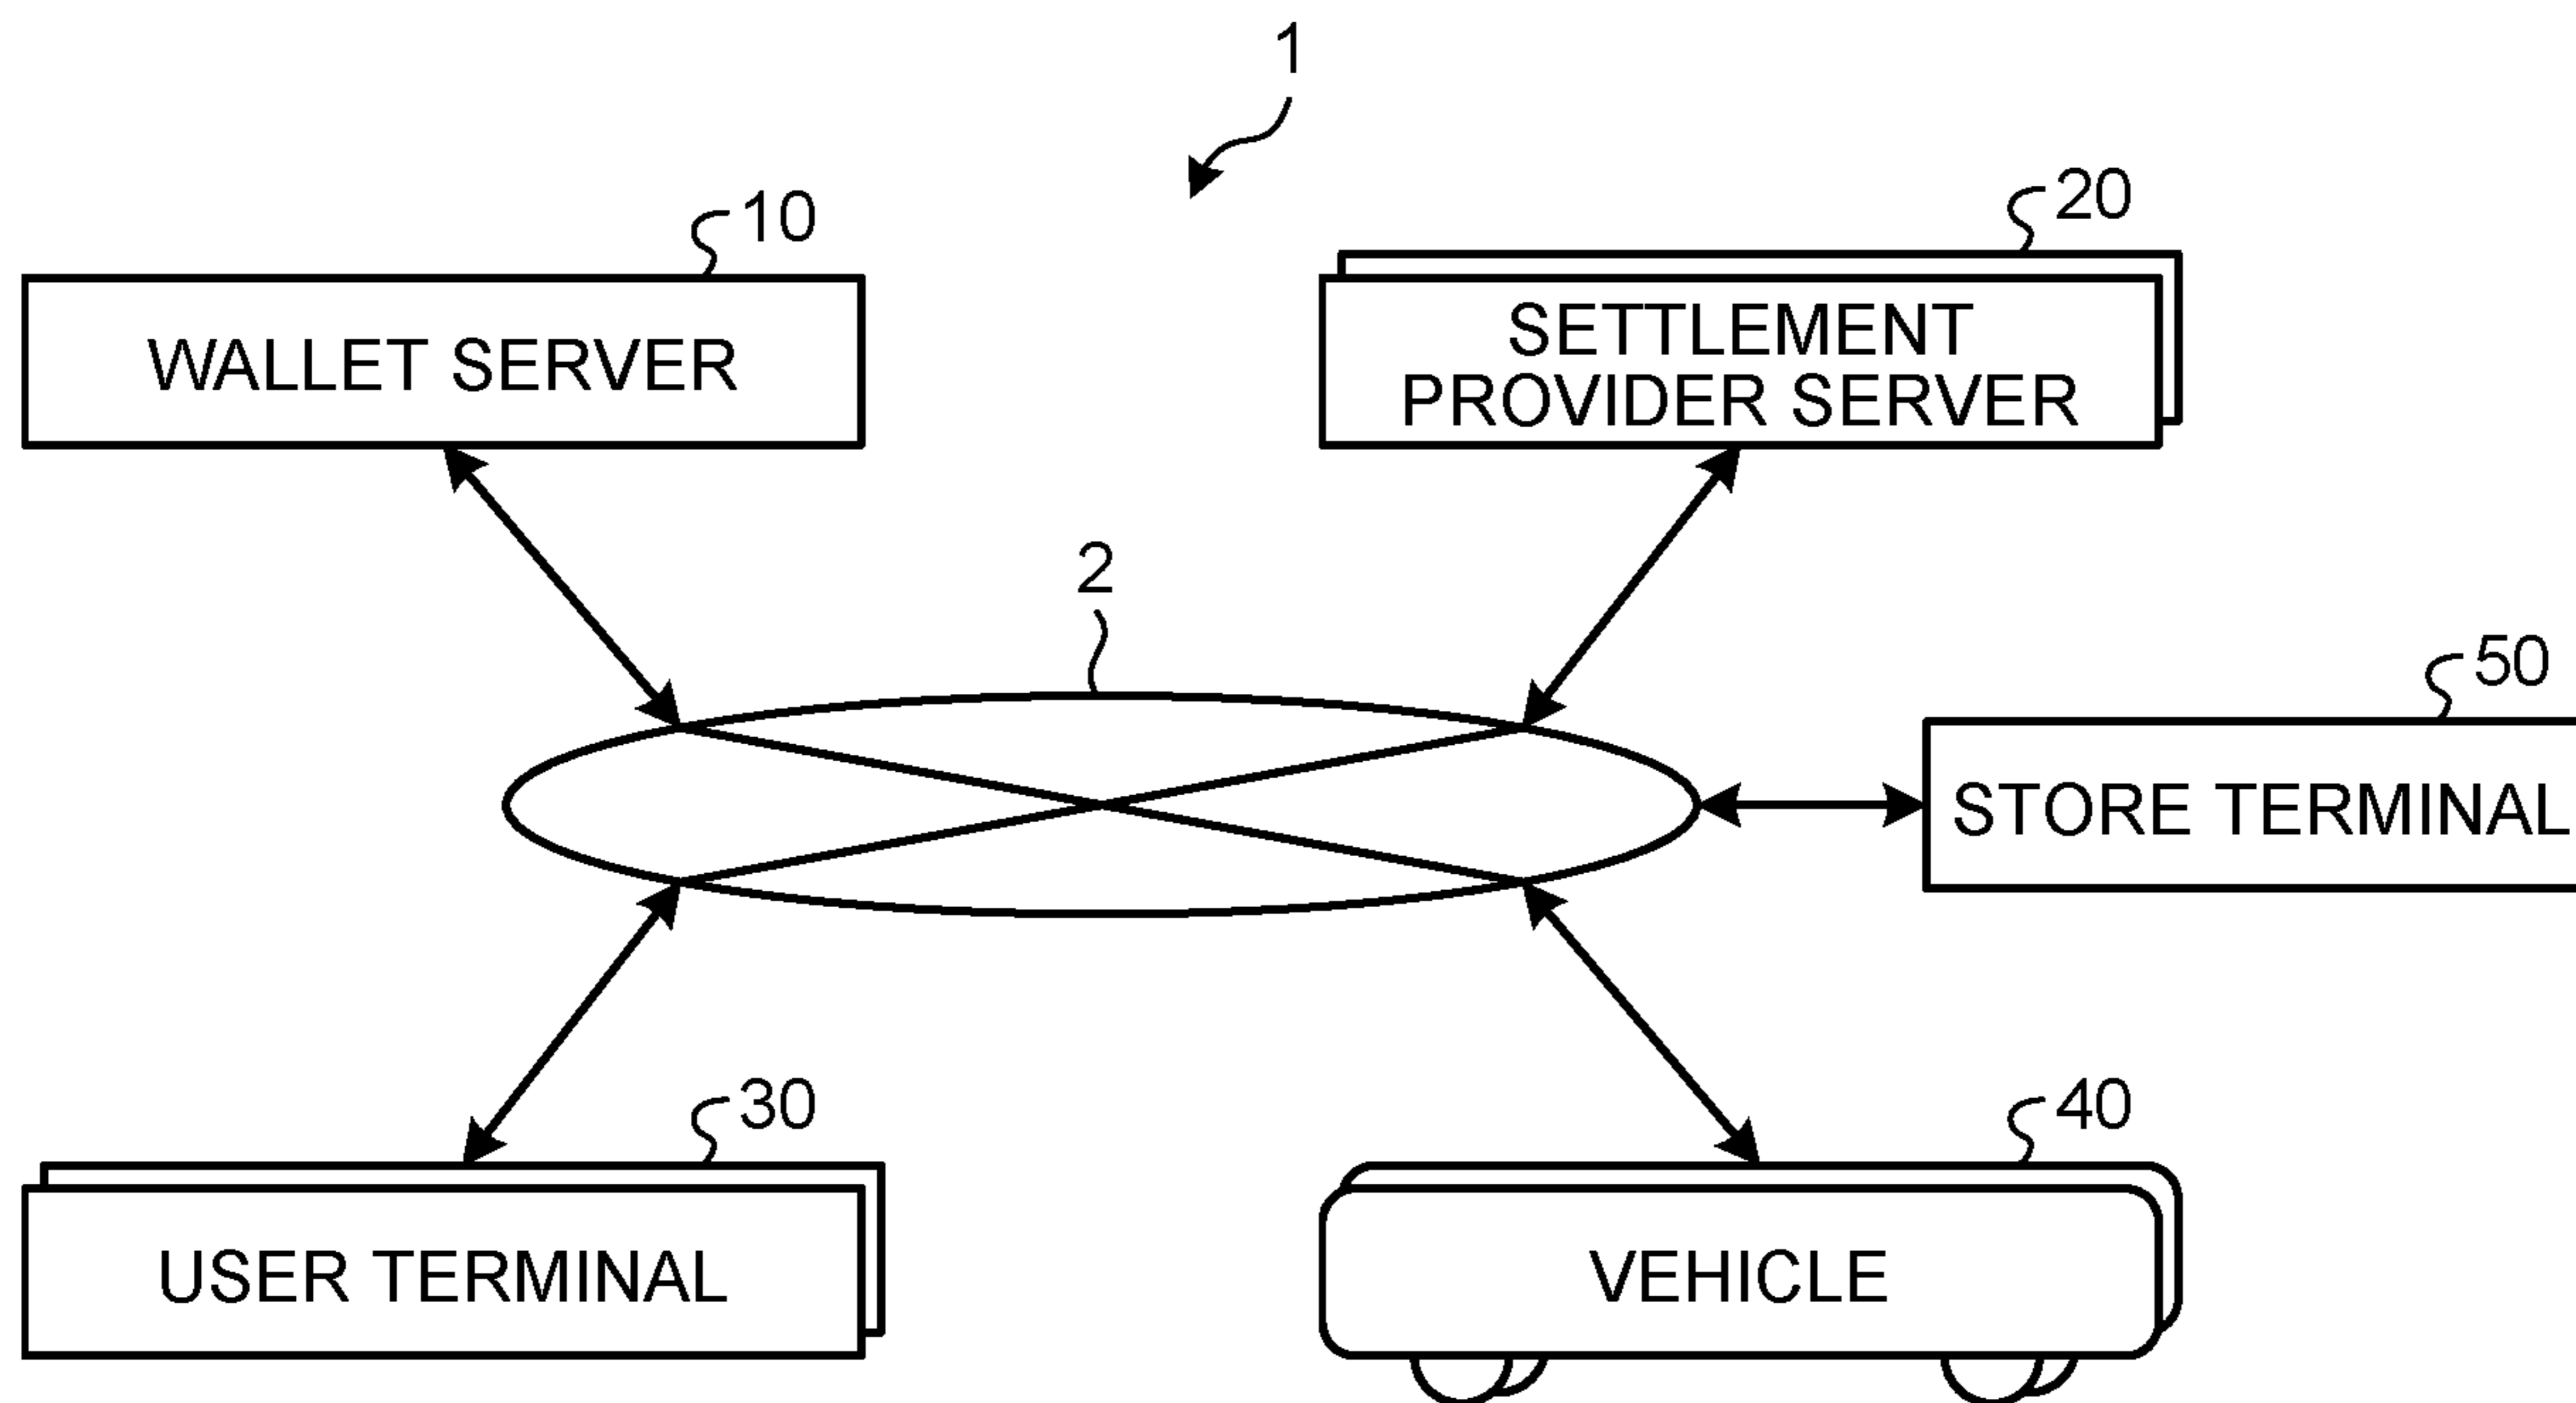 1
10
20
WALLET SERVER
SETTLEMENT
PROVIDER SERVER
2
50
STORE TERMINAL
30
40
USER TERMINAL
VEHICLE